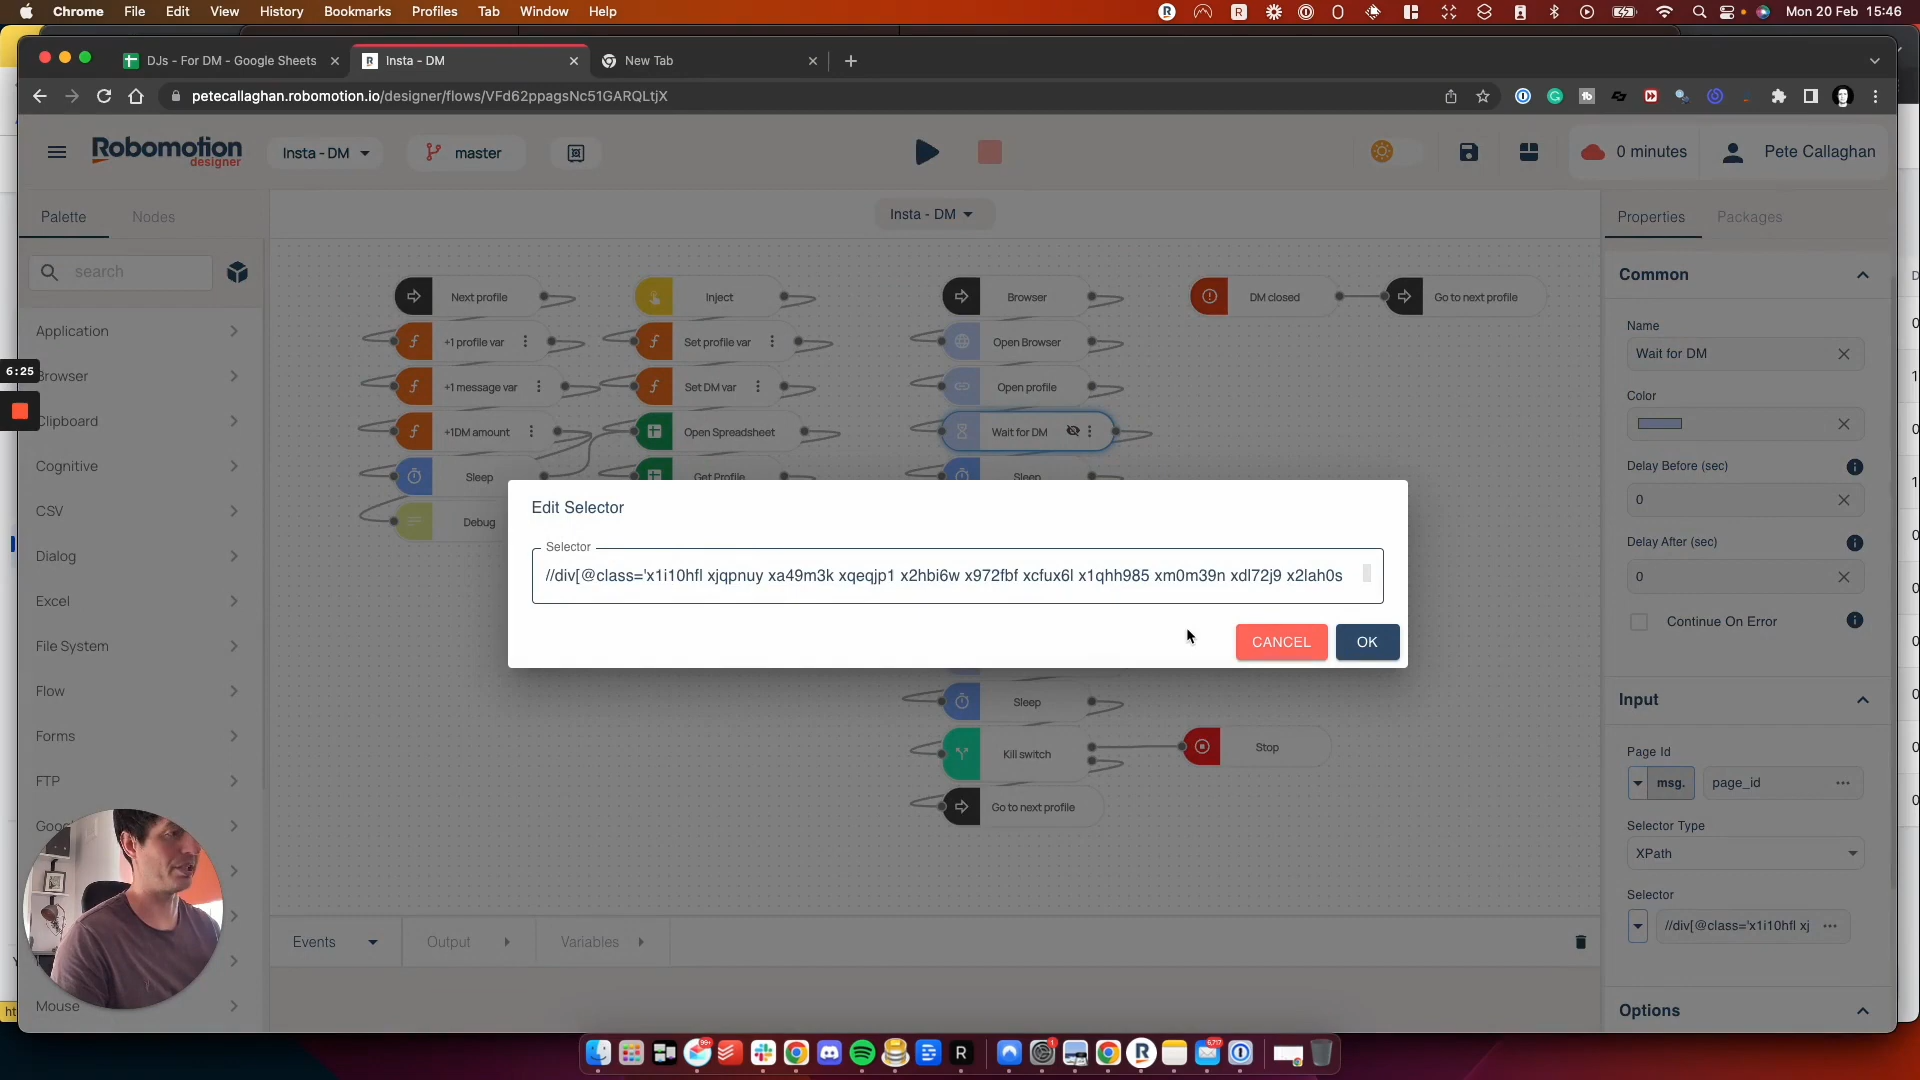 Chrome File Edit View History Bookmarks Profiles Tab Window Help Mon 20 Feb 15:46
DJs - For DM - Google Sheets Insta - DM New Tab
petecallaghan.robomotion.io/designer/flows/VFd62ppagsNc51GARQLtjX
Robomotion designer Insta - DM master 0 minutes Pete Callaghan
Palette Nodes Insta - DM Properties Packages
search
Application
Browser
Clipboard
Cognitive
CSV
Dialog
Excel
File System
Flow
Forms
FTP
Mouse
6:25
Next profile
+1 profile var
+1 message var
+1DM amount
Sleep
Debug
Inject
Set profile var
Set DM var
Open Spreadsheet
Get Profile
Browser
Open Browser
Open profile
Wait for DM
Sleep
Sleep
Kill switch
Go to next profile
DM closed
Go to next profile
Stop
Edit Selector
Selector
//div[@class='x1i10hfl xjqpnuy xa49m3k xqeqjp1 x2hbi6w x972fbf xcfux6l x1qhh985 xm0m39n xdl72j9 x2lah0s
CANCEL OK
Events Output Variables
Common
Name
Wait for DM
Color
Delay Before (sec)
0
Delay After (sec)
0
Continue On Error
Input
Page Id
msg. page_id
Selector Type
XPath
Selector
//div[@class='x1i10hfl xj
Options